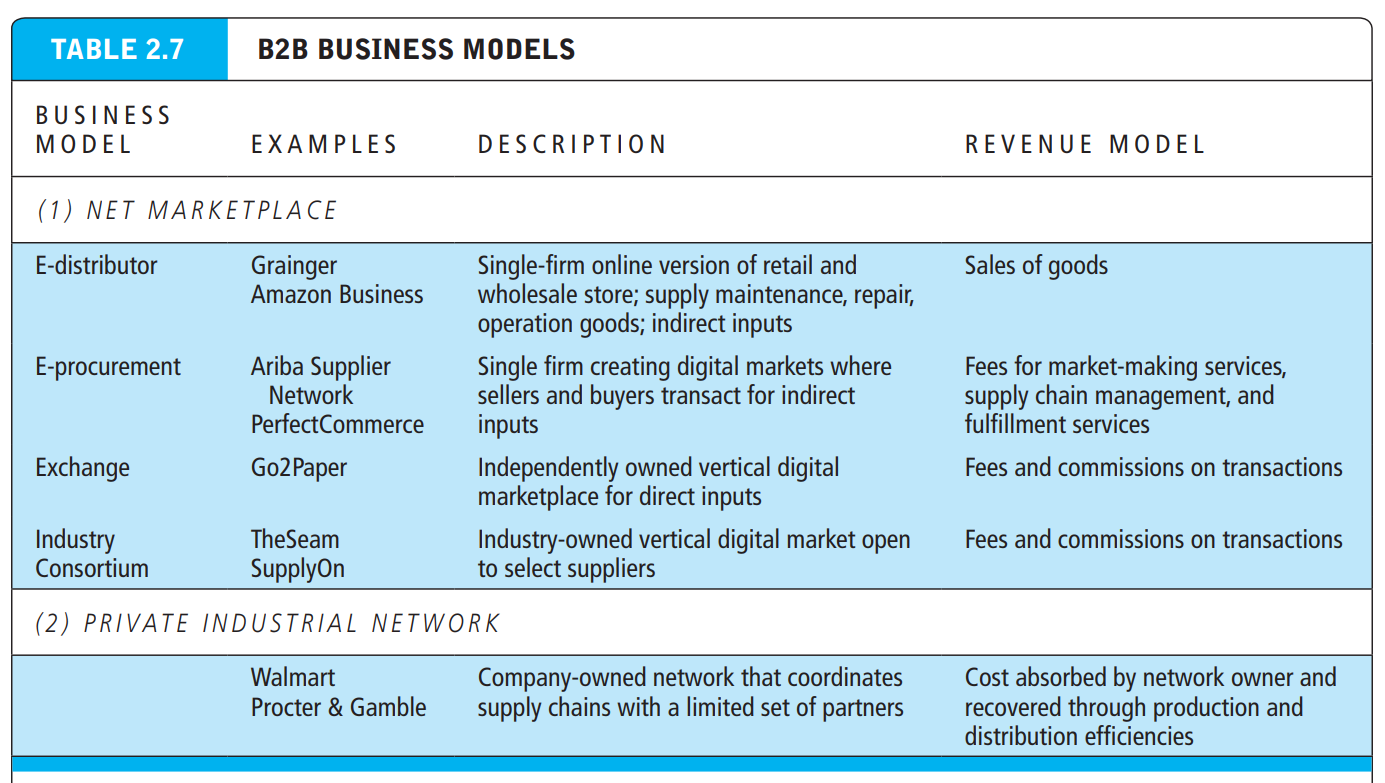 TABLE 2.7
B2B BUSINESS MODELS
BUSINESS
MODEL
EXAMPLES
DESCRIPTION
REVENUE MODEL
(1) NET MARKETPLACE
E-distributor
Grainger
Amazon Business
Single-firm online version of retail and
wholesale store; supply maintenance, repair,
operation goods; indirect inputs
Sales of goods
E-procurement
Ariba Supplier
Network
PerfectCommerce
Single firm creating digital markets where
sellers and buyers transact for indirect
inputs
Fees for market-making services,
supply chain management, and
fulfillment services
Exchange
Go2Paper
Independently owned vertical digital
marketplace for direct inputs
Fees and commissions on transactions
Industry
Consortium
TheSeam
SupplyOn
Industry-owned vertical digital market open
to select suppliers
Fees and commissions on transactions
(2) PRIVATE INDUSTRIAL NETWORK
Walmart
Procter & Gamble
Company-owned network that coordinates
supply chains with a limited set of partners
Cost absorbed by network owner and
recovered through production and
distribution efficiencies